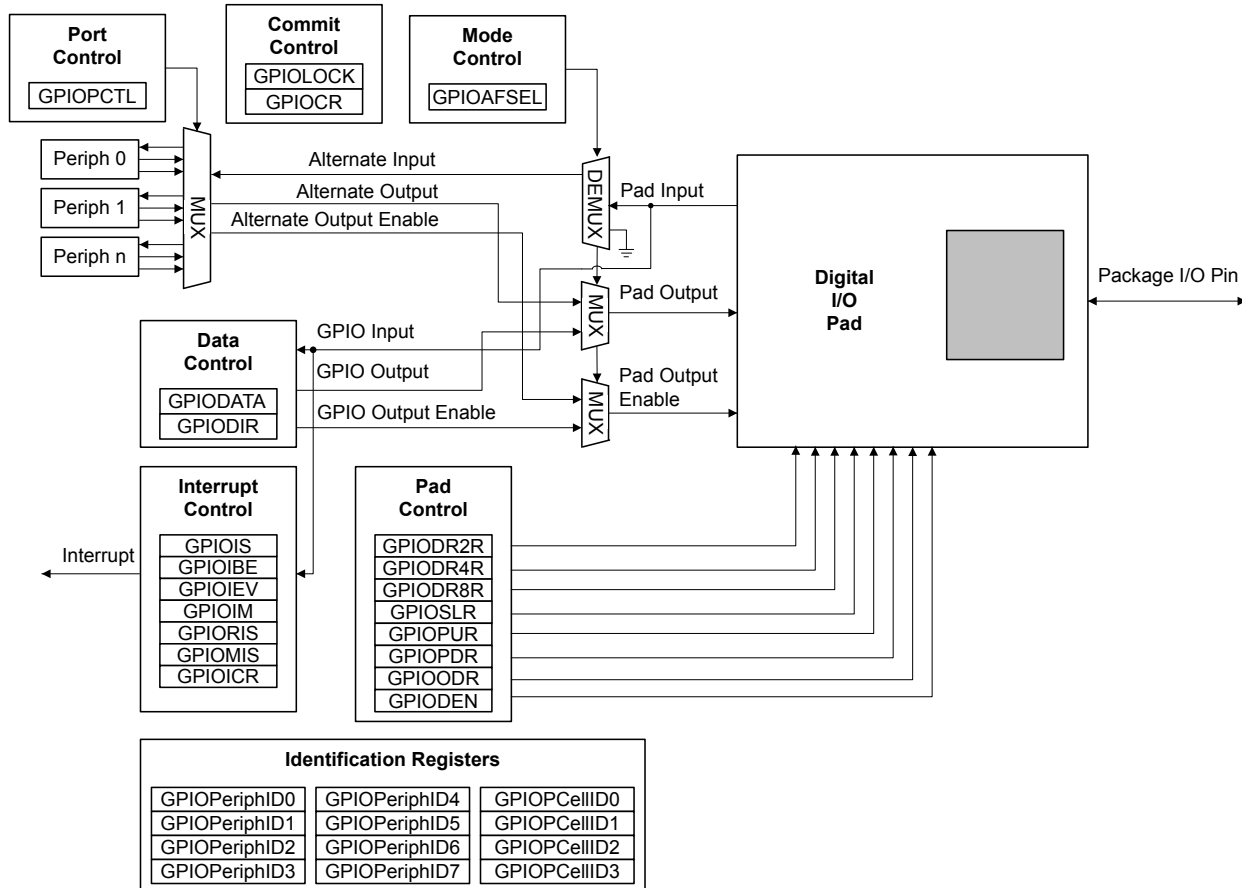 Port
Control
GPIOPCTL
Commit
Control
GPIOLOCK
GPIOCR
Mode
Control
GPIOAFSEL
Periph 0
Periph 1
Periph n
MUX
Alternate Input
Alternate Output
Alternate Output Enable
DEMUX
Pad Input
MUX
Pad Output
MUX
Pad Output
Enable
Digital
I/O
Pad
Package I/O Pin
Data
Control
GPIODATA
GPIODIR
GPIO Input
GPIO Output
GPIO Output Enable
Interrupt
Interrupt
Control
GPIOIS
GPIOIBE
GPIOIEV
GPIOIM
GPIORIS
GPIOMIS
GPIOICR
Pad
Control
GPIODR2R
GPIODR4R
GPIODR8R
GPIOSLR
GPIOPUR
GPIOPDR
GPIOODR
GPIODEN
Identification Registers
GPIOPeriphID0
GPIOPeriphID1
GPIOPeriphID2
GPIOPeriphID3
GPIOPeriphID4
GPIOPeriphID5
GPIOPeriphID6
GPIOPeriphID7
GPIOPCellID0
GPIOPCellID1
GPIOPCellID2
GPIOPCellID3